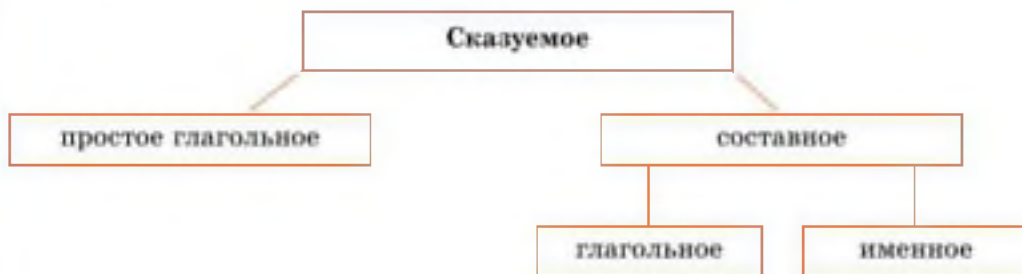 Сказуемое
простое глагольное
составное
глагольное
именное